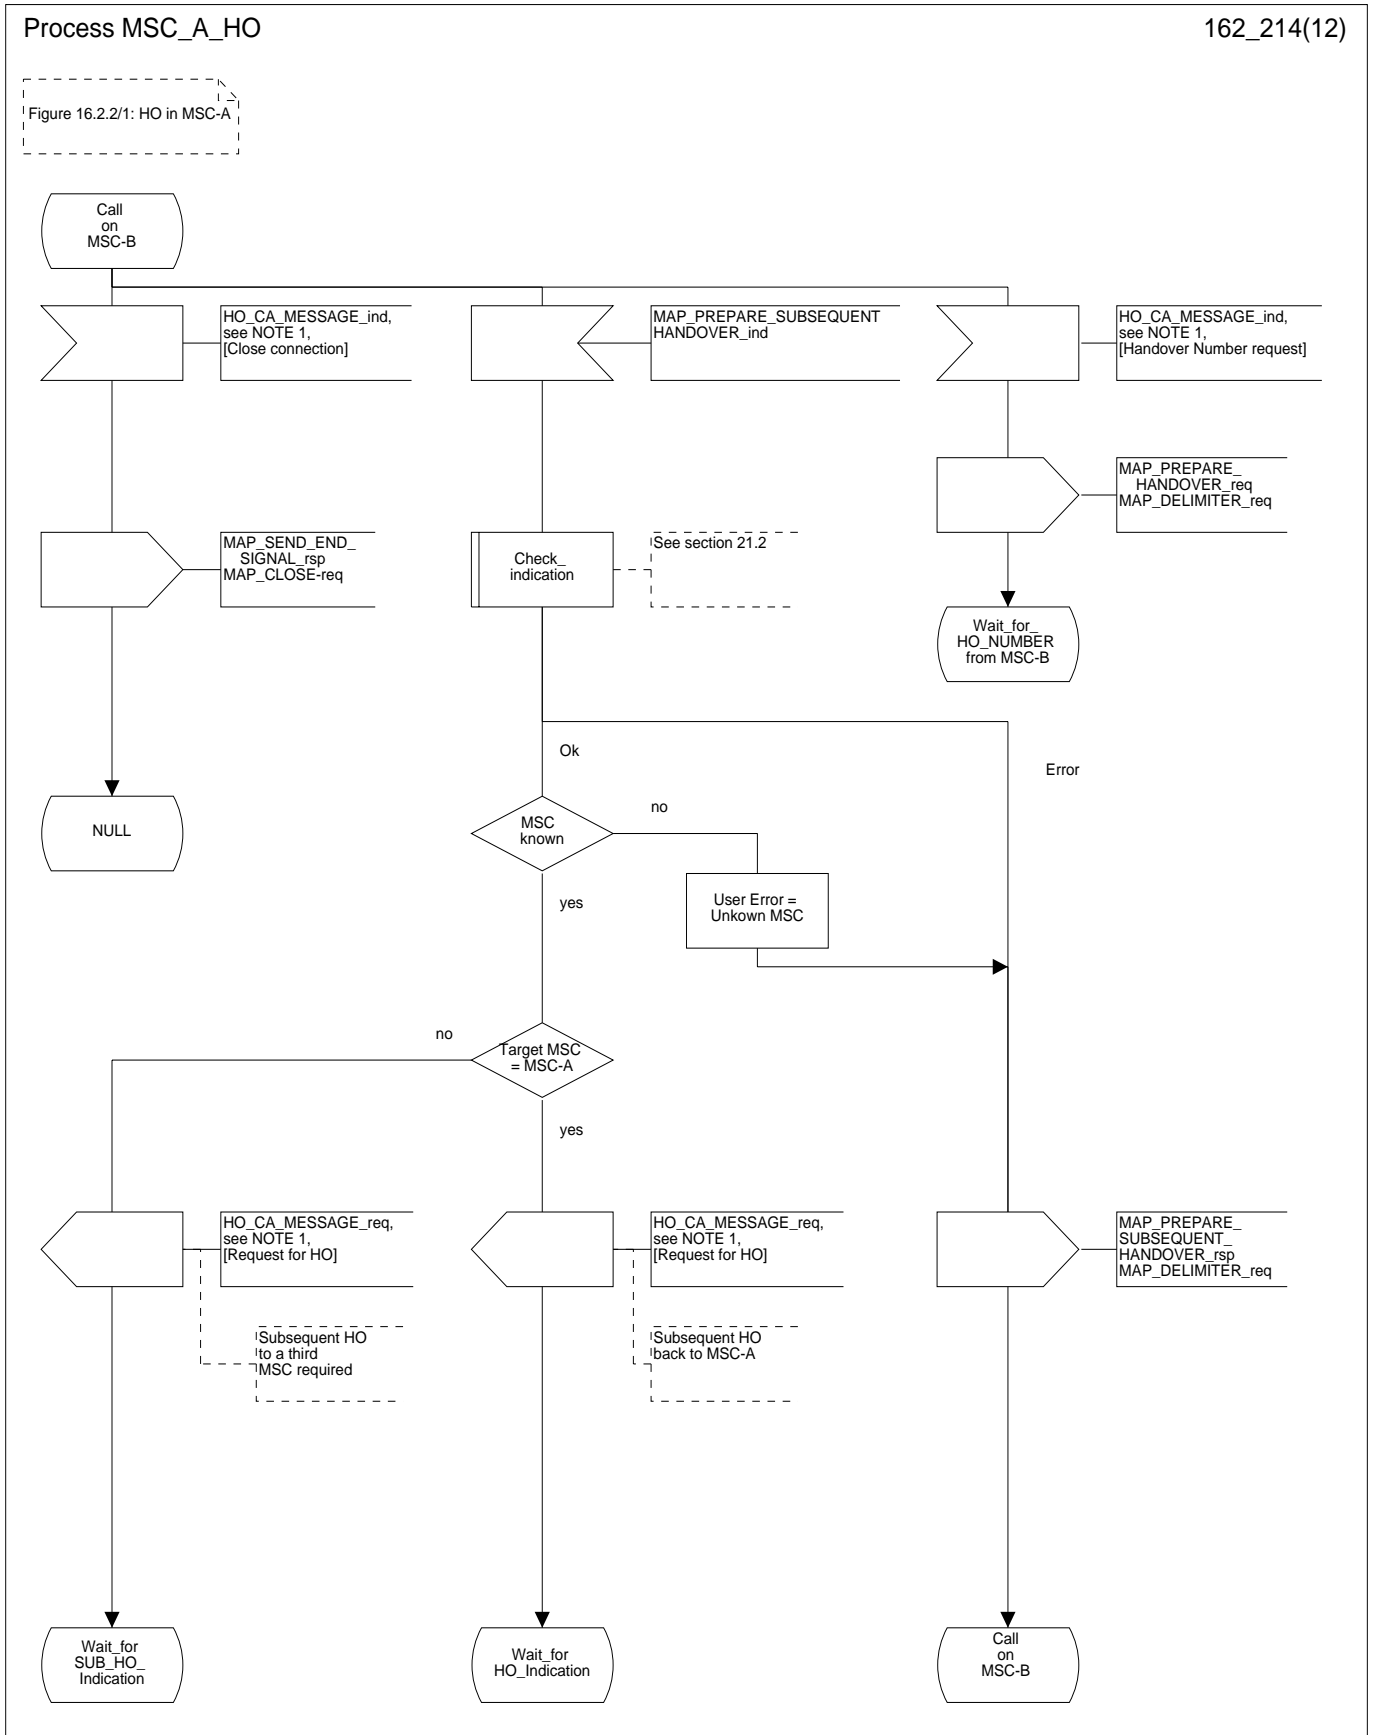 Process MSC_A_HO
162_214(12)
Figure 16.2.2/1: HO in MSC-A
Call
on
MSC-B
HO_CA_MESSAGE_ind,
see NOTE 1,
[Close connection]
MAP_PREPARE_SUBSEQUENT
HANDOVER_ind
HO_CA_MESSAGE_ind,
see NOTE 1,
[Handover Number request]
MAP_PREPARE_
HANDOVER_req
MAP_DELIMITER_req
MAP_SEND_END_
SIGNAL_rsp
MAP_CLOSE-req
Check_
indication
See section 21.2
Wait_for_
HO_NUMBER
from MSC-B
Ok
Error
NULL
MSC
known
no
yes
User Error =
Unkown MSC
no
Target MSC
= MSC-A
yes
HO_CA_MESSAGE_req,
see NOTE 1,
[Request for HO]
HO_CA_MESSAGE_req,
see NOTE 1,
[Request for HO]
MAP_PREPARE_
SUBSEQUENT_
HANDOVER_rsp
MAP_DELIMITER_req
Subsequent HO
to a third
MSC required
Subsequent HO
back to MSC-A
Wait_for
SUB_HO_
Indication
Wait_for
HO_Indication
Call
on
MSC-B